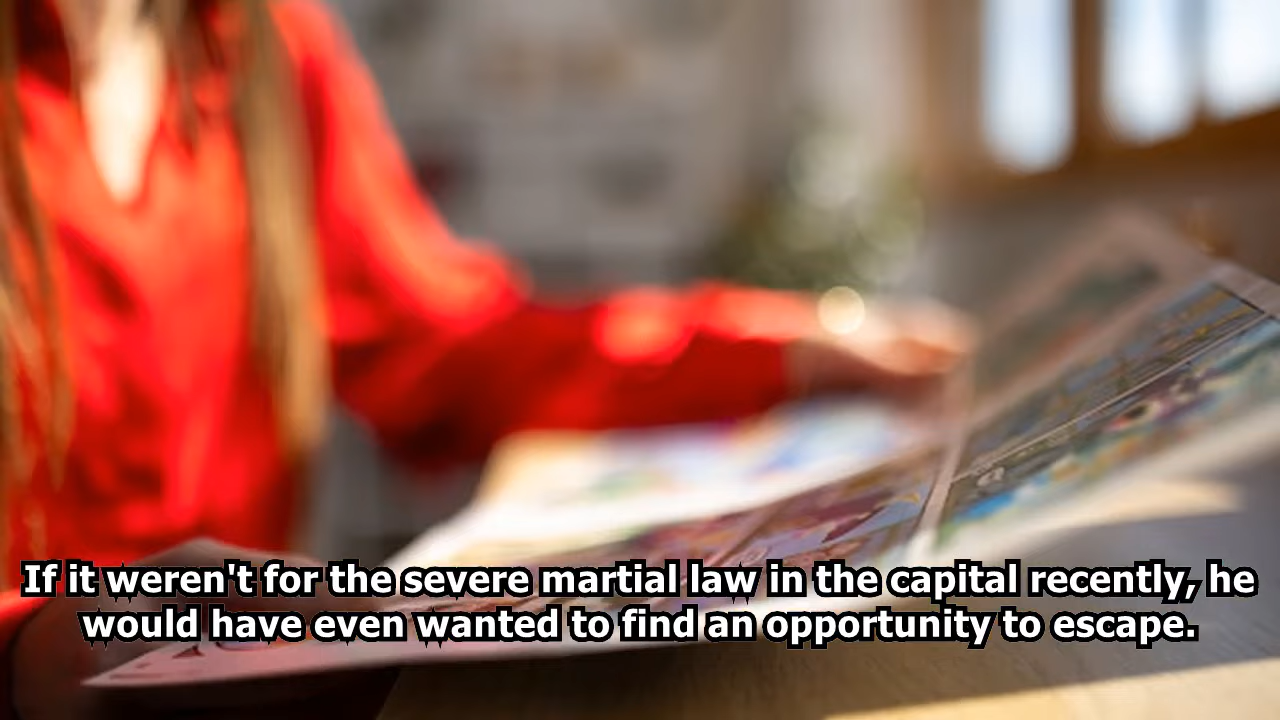 If it weren't for the severe martial law in the capital recently, he
would have even wanted to find an opportunity to escape.